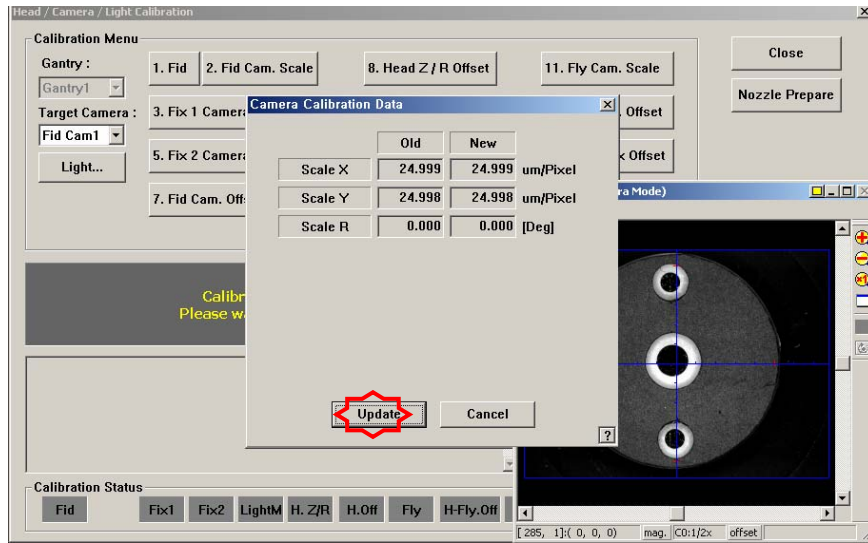 Head / Camera / Light Calibration
Calibration Menu
Gantry :
Gantry1
Target Camera :
Fid Cam1
Light...
1. Fid
2. Fid Cam. Scale
8. Head Z / R Offset
11. Fly Cam. Scale
3. Fix 1 Camer
Offset
5. Fix 2 Camer
Offset
7. Fid Cam. Off
Close
Nozzle Prepare
Camera Calibration Data
Old New
Scale X 24.999 24.999 um/Pixel
Scale Y 24.998 24.998 um/Pixel
Scale R 0.000 0.000 [Deg]
Update Cancel
?
ra Mode)
Calibr
Please w
Calibration Status
Fid Fix1 Fix2 LightM H. Z/R H.Off Fly H-Fly.Off
[ 285, 1]:( 0, 0, 0) mag. C0:1/2x offset